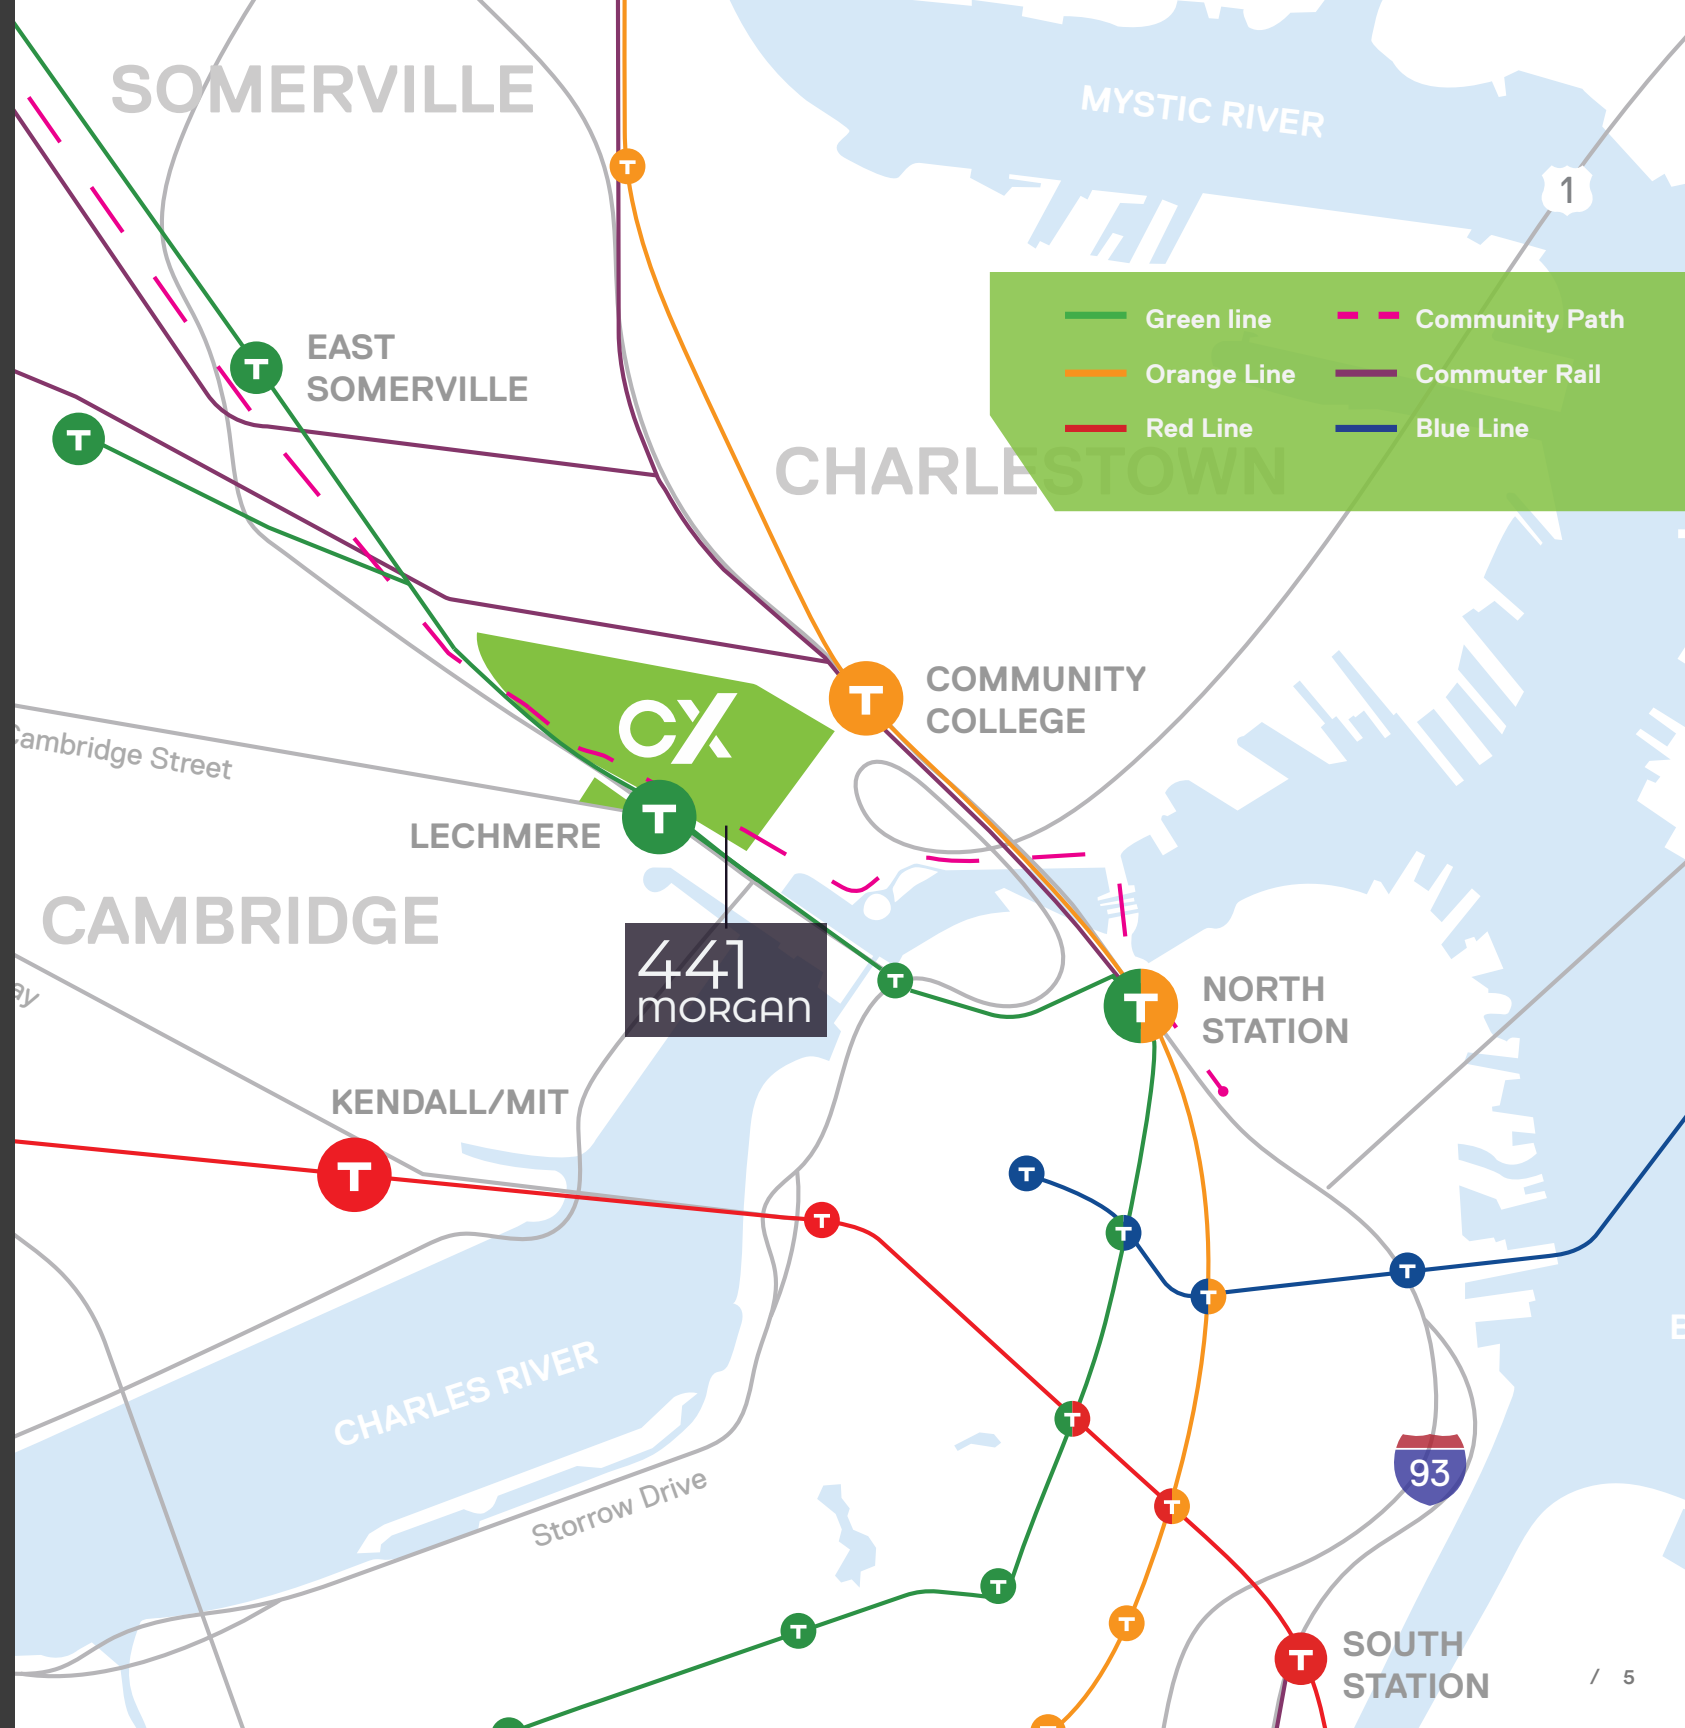 SOMERVILLE
MYSTIC RIVER
T
1
Green line
Community Path
Orange Line
Commuter Rail
Red Line
Blue Line
EAST
SOMERVILLE
T
T
CHARLESTOWN
COMMUNITY
COLLEGE
T
CX
Cambridge Street
LECHMERE
T
CAMBRIDGE
441
MORGAN
T
NORTH
STATION
T
KENDALL/MIT
T
T
T
T
T
T
CHARLES RIVER
T
Storrow Drive
93
T
T
T
T
SOUTH
STATION
T
/ 5